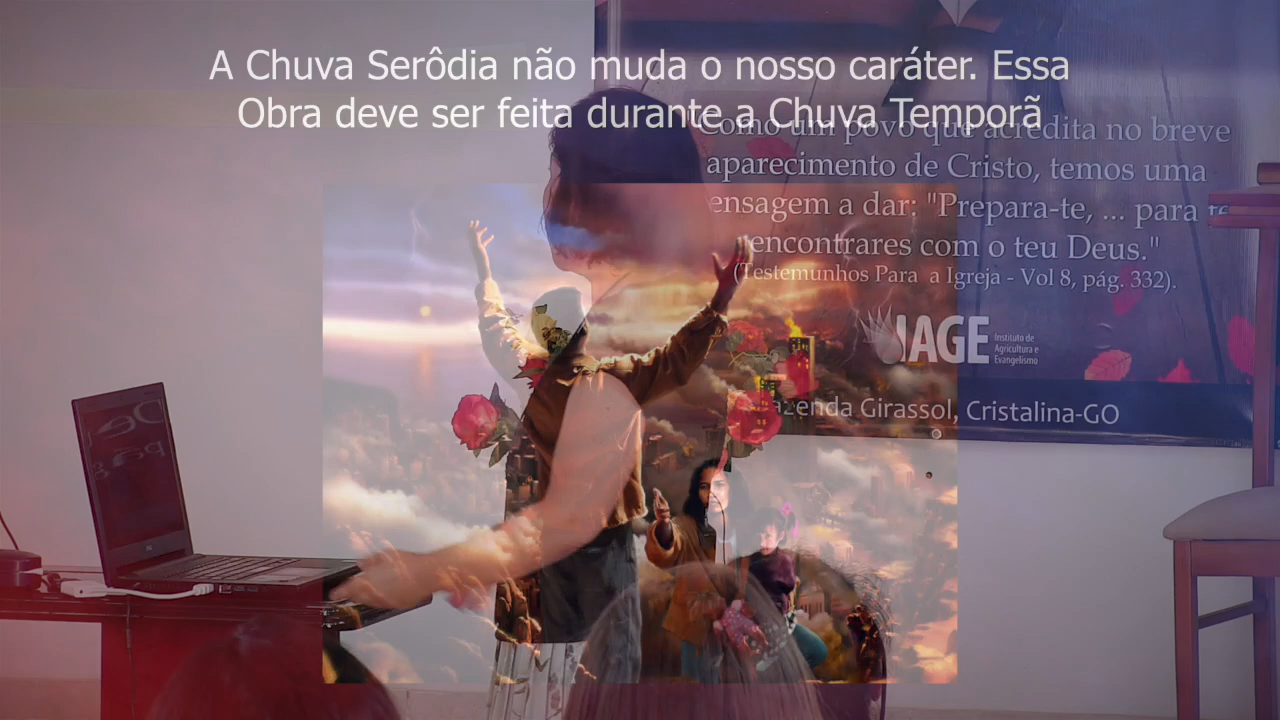 A Chuva Serôdia não muda o nosso caráter. Essa
Obra deve ser feita durante a Chuva Temporã
Como um povo que acredita no breve
aparecimento de Cristo, temos uma
ensagem a dar: "Prepara-te, ... para te
encontrares com o teu Deus."
(Testemunhos Para a Igreja - Vol 8, pág. 332).
IAGE
Instituto de
Agricultura e
Evangelismo
azenda Girassol, Cristalina-GO